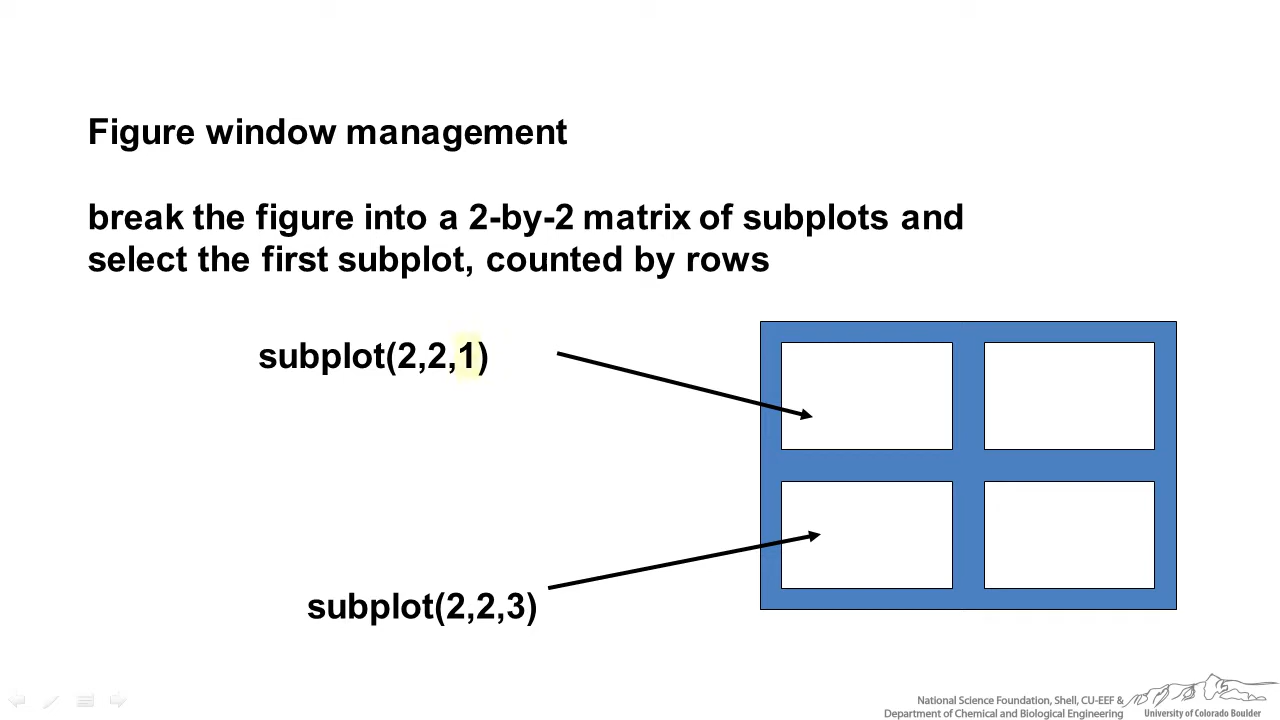 Figure window management
break the figure into a 2-by-2 matrix of subplots and
select the first subplot, counted by rows
subplot(2,2,1)
subplot(2,2,3)
National Science Foundation, Shell, CU-EEF &
Department of Chemical and Biological Engineering
University of Colorado Boulder